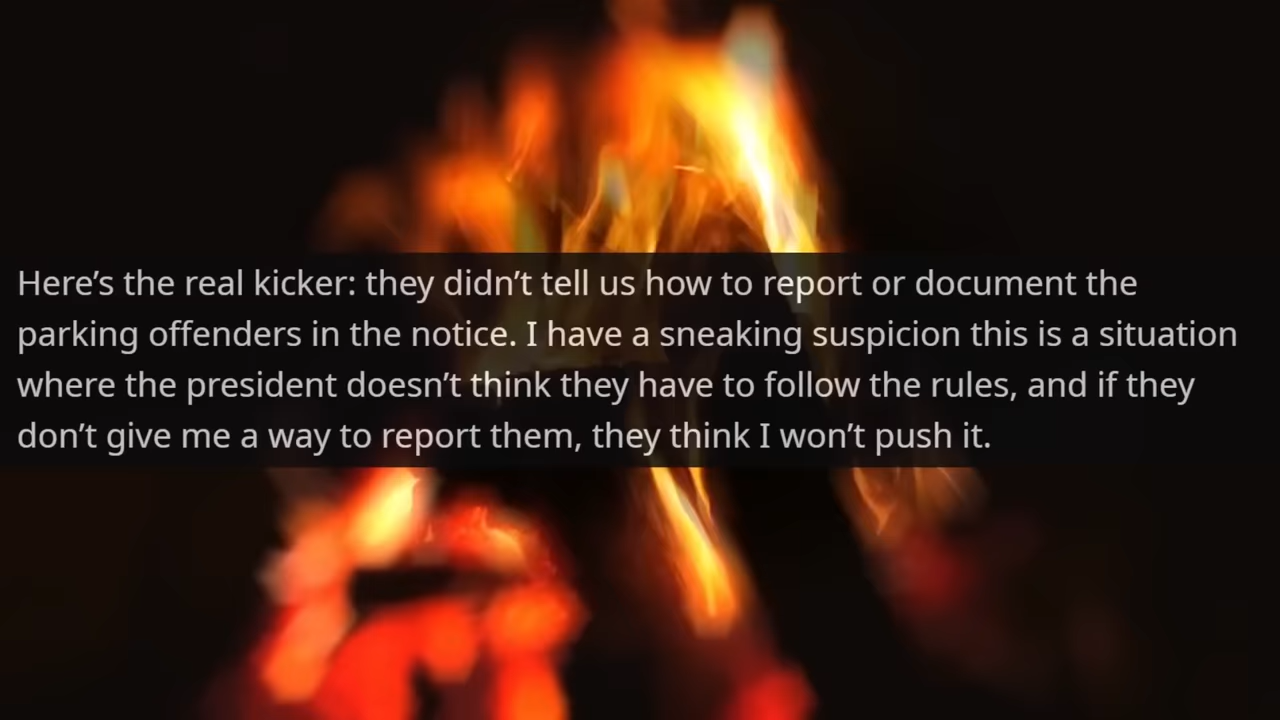 Here’s the real kicker: they didn’t tell us how to report or document the
parking offenders in the notice. I have a sneaking suspicion this is a situation
where the president doesn’t think they have to follow the rules, and if they
don’t give me a way to report them, they think I won’t push it.